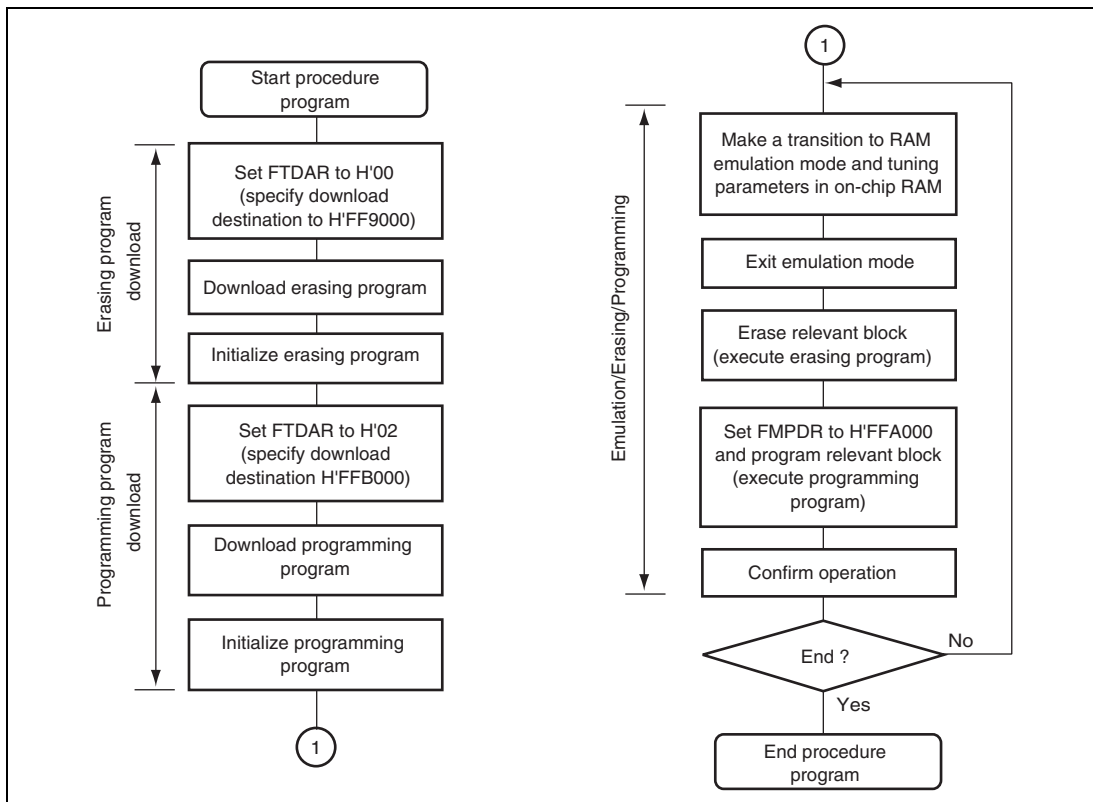 Start procedure
program
Erasing program
download
Set FTDAR to H'00
(specify download
destination to H'FF9000)
Download erasing program
Initialize erasing program
Programming program
download
Set FTDAR to H'02
(specify download
destination H'FFB000)
Download programming
program
Initialize programming
program
1
1
Emulation/Erasing/Programming
Make a transition to RAM
emulation mode and tuning
parameters in on-chip RAM
Exit emulation mode
Erase relevant block
(execute erasing program)
Set FMPDR to H'FFA000
and program relevant block
(execute programming
program)
Confirm operation
End ?
No
Yes
End procedure
program